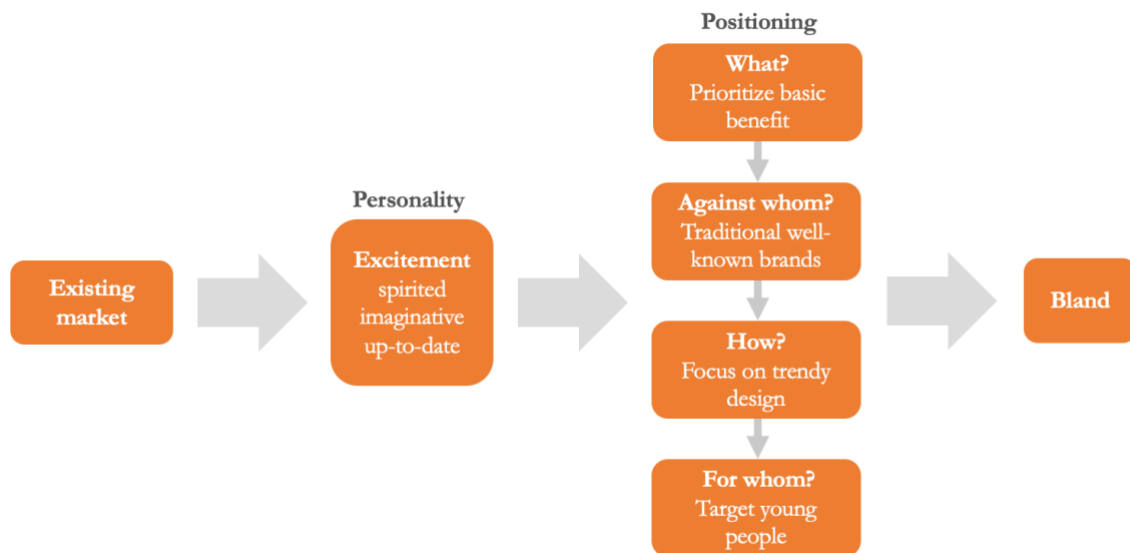 Existing
market
Personality
Excitement
spirited
imaginative
up-to-date
Positioning
What?
Prioritize basic
benefit
Against whom?
Traditional well-
known brands
How?
Focus on trendy
design
For whom?
Target young
people
Bland